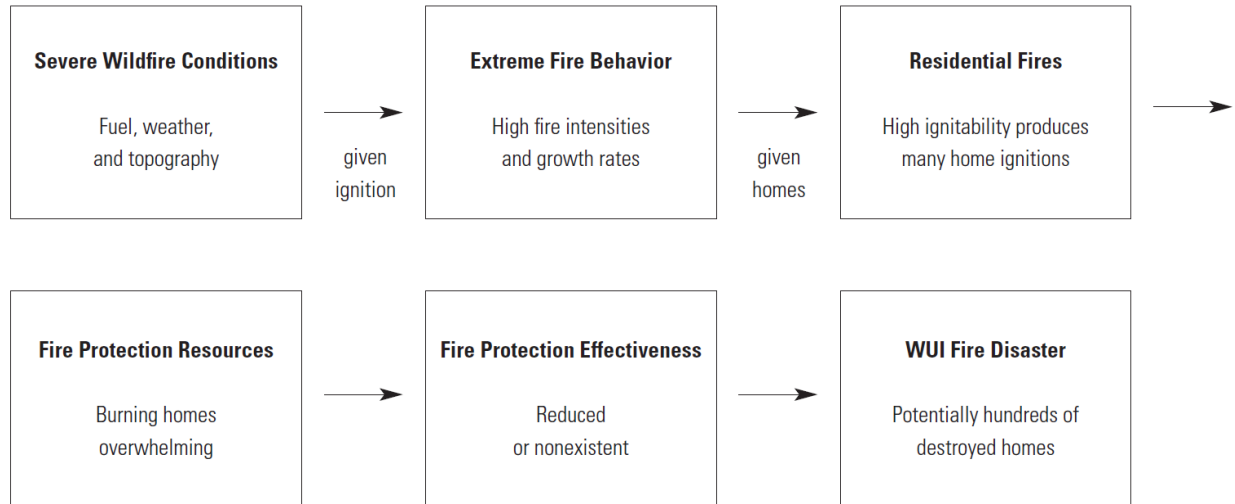 Severe Wildfire Conditions
Fuel, weather,
and topography
given
ignition
Extreme Fire Behavior
High fire intensities
and growth rates
given
homes
Residential Fires
High ignitability produces
many home ignitions
Fire Protection Resources
Burning homes
overwhelming
Fire Protection Effectiveness
Reduced
or nonexistent
WUI Fire Disaster
Potentially hundreds of
destroyed homes